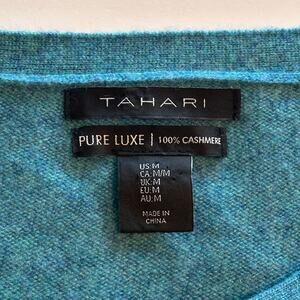 TAHARI
PURE LUXE | 100% CASHMERE
US:M
CA:M/M
UK:M
EU:M
AU:M
MADE IN
CHINA